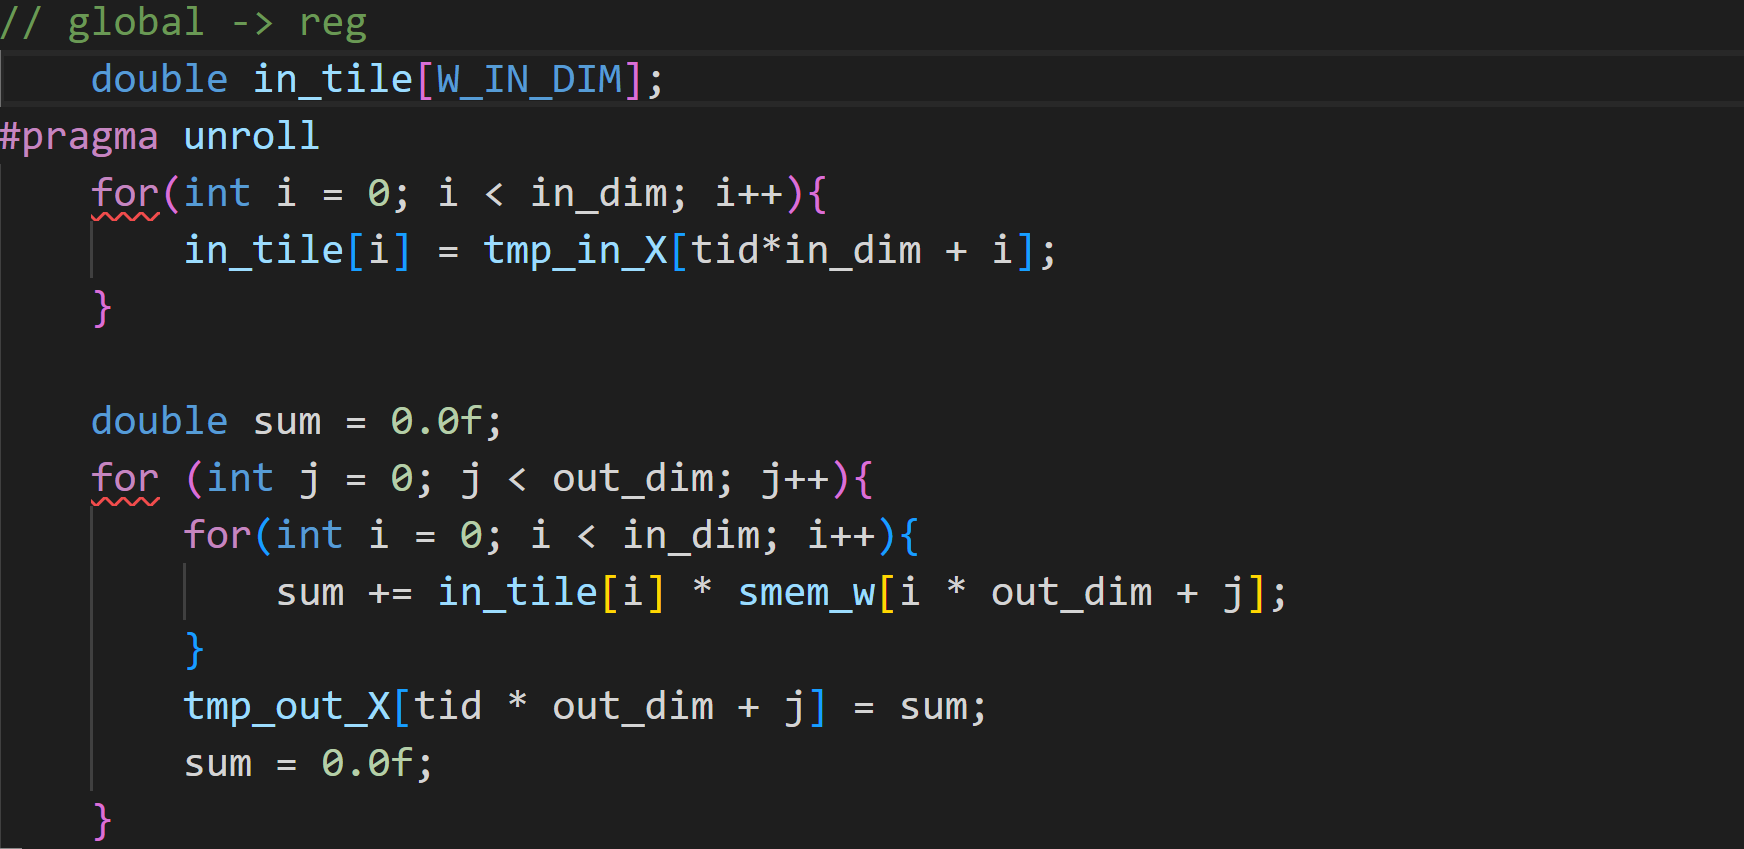 // global -> reg
    double in_tile[W_IN_DIM];
#pragma unroll
    for(int i = 0; i < in_dim; i++){
        in_tile[i] = tmp_in_X[tid*in_dim + i];
    }

    double sum = 0.0f;
    for (int j = 0; j < out_dim; j++){
        for(int i = 0; i < in_dim; i++){
            sum += in_tile[i] * smem_w[i * out_dim + j];
        }
        tmp_out_X[tid * out_dim + j] = sum;
        sum = 0.0f;
    }